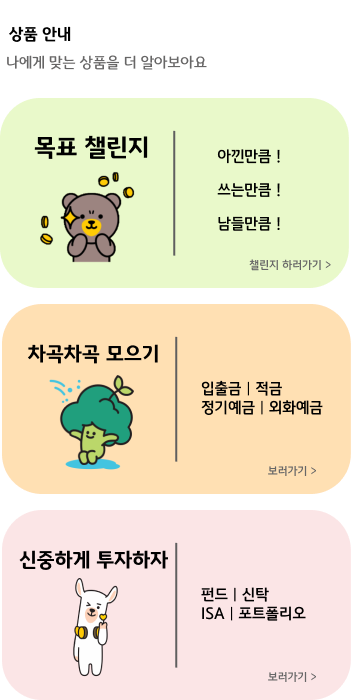 상품 안내
나에게 맞는 상품을 더 알아보아요
목표 챌린지
아낀만큼 !
쓰는만큼 !
남들만큼 !
챌린지 하러가기 >
차곡차곡 모으기
입출금 | 적금
정기예금 | 외화예금
보러가기 >
신중하게 투자하자
펀드 | 신탁
ISA | 포트폴리오
보러가기 >